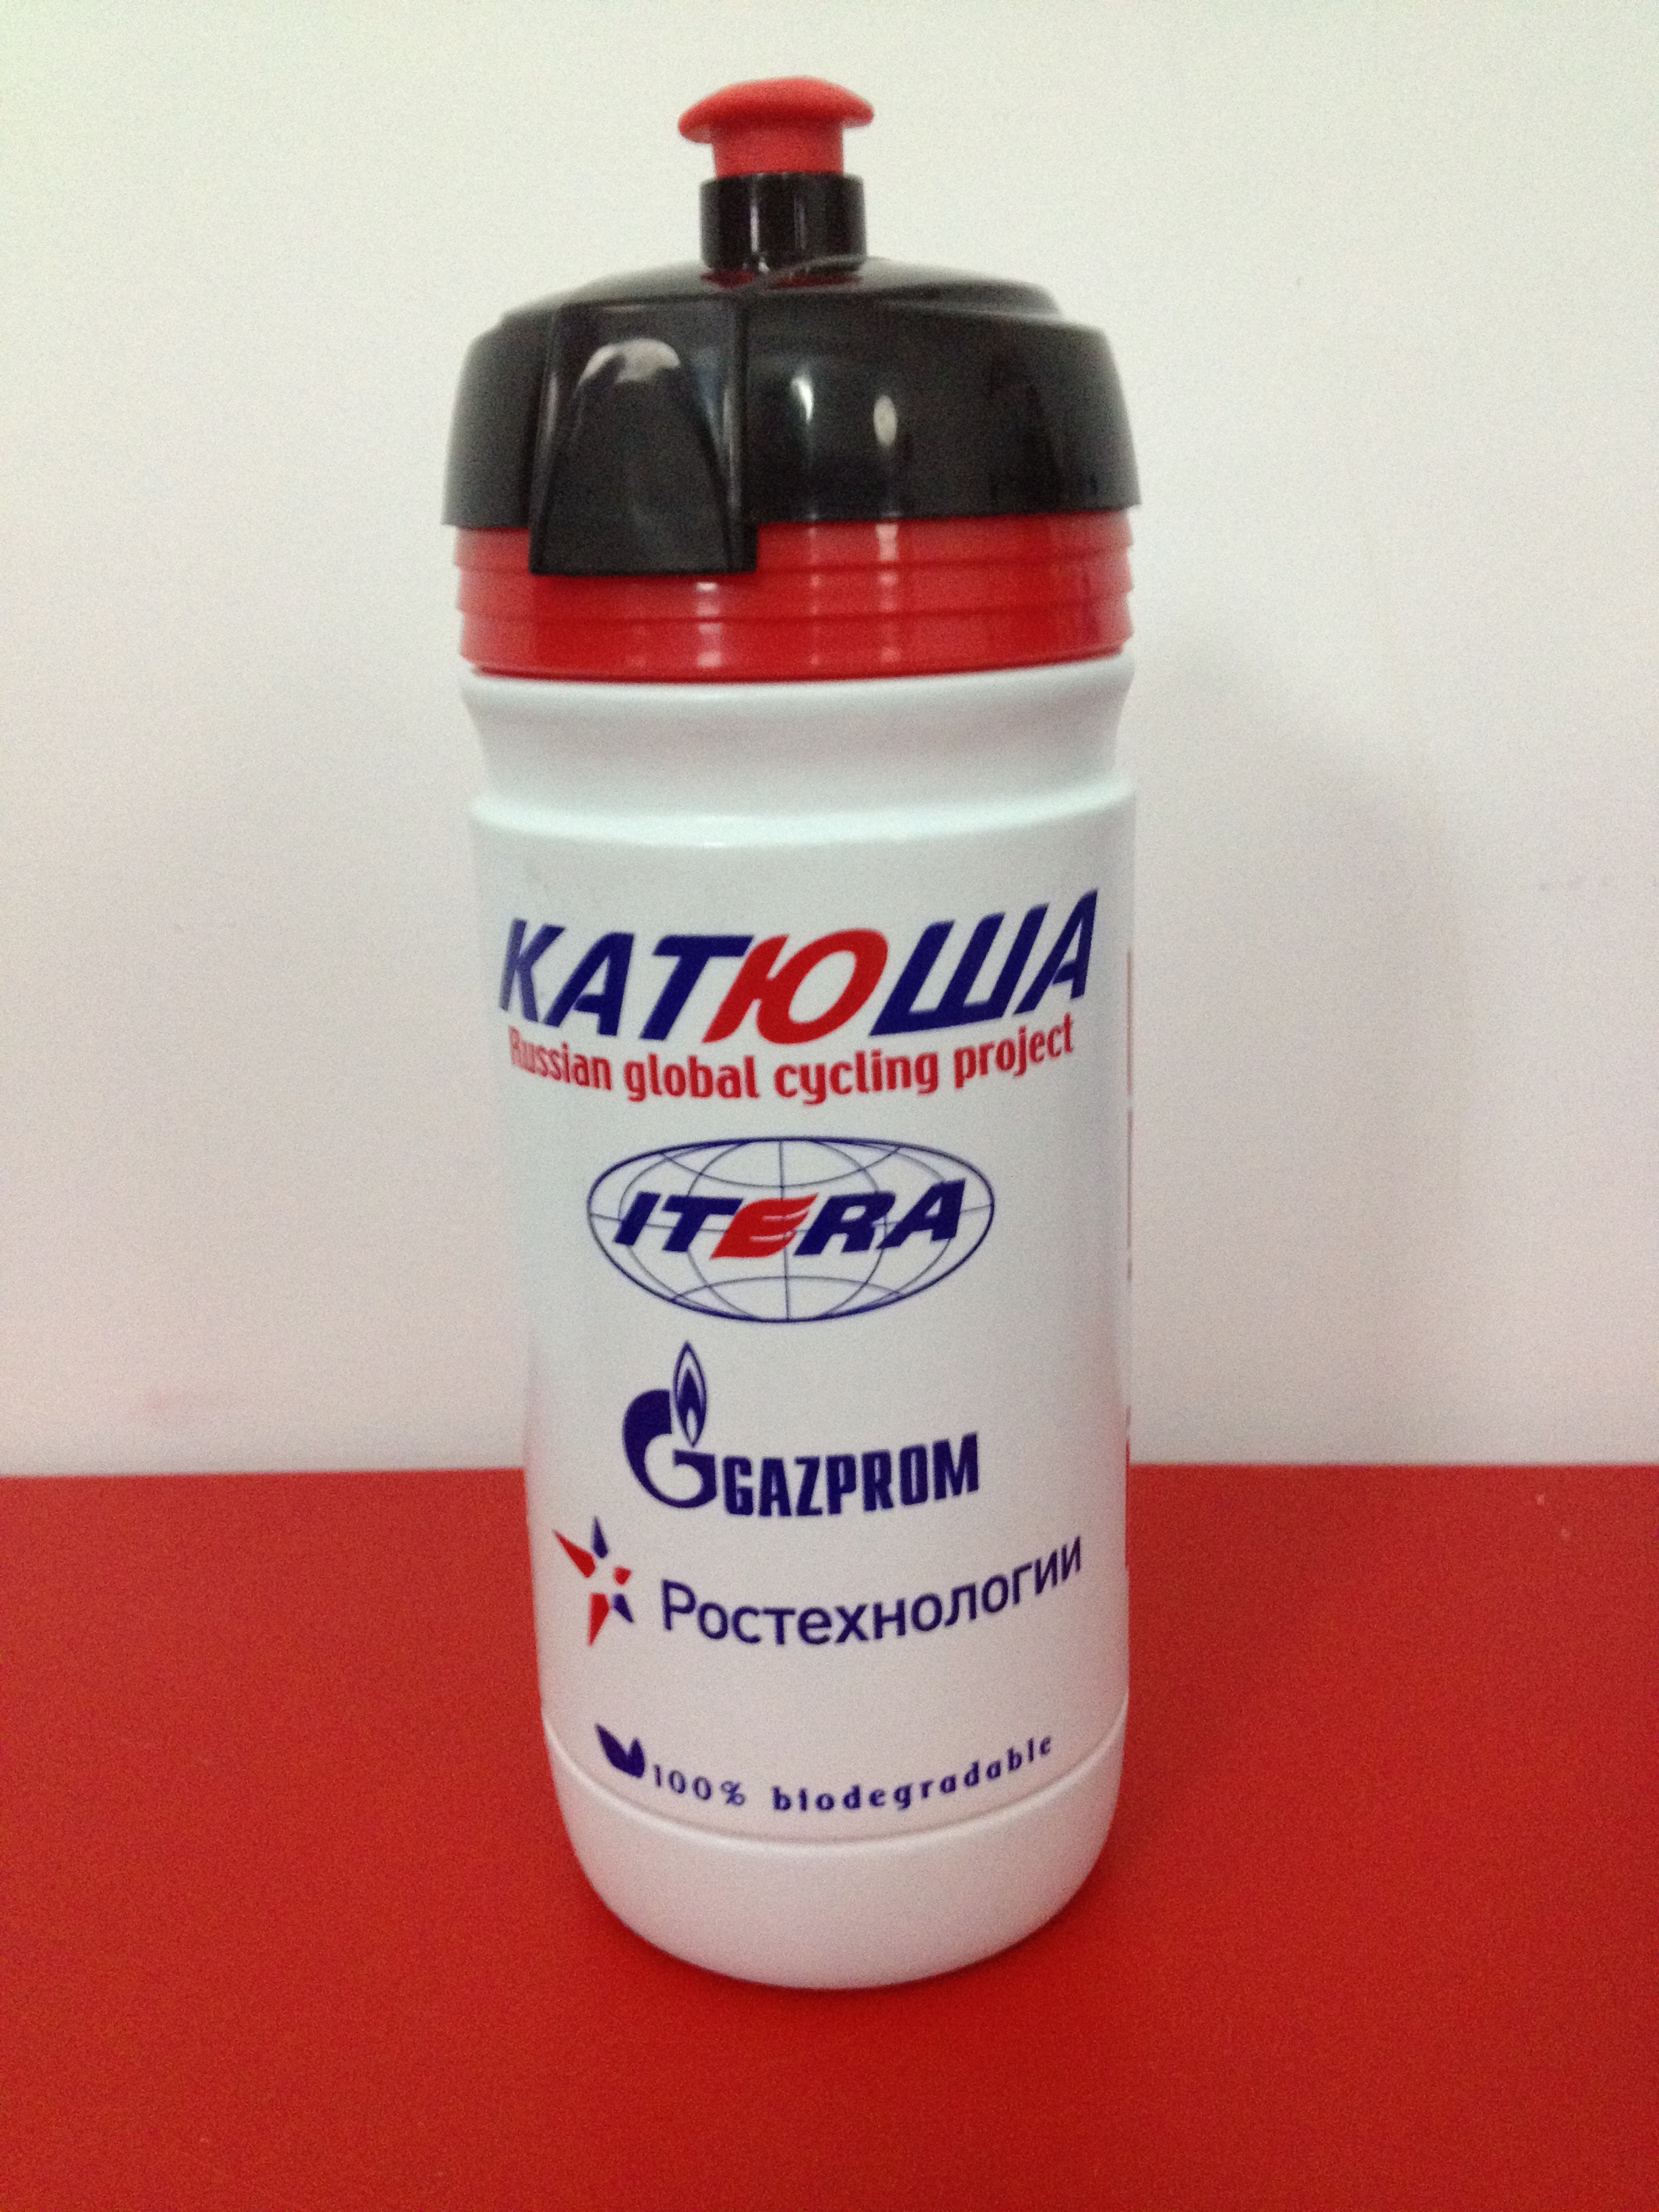 КАТЮША
Russian global cycling project
ITERA
GAZPROM
Ростехнологии
100% biodegradable